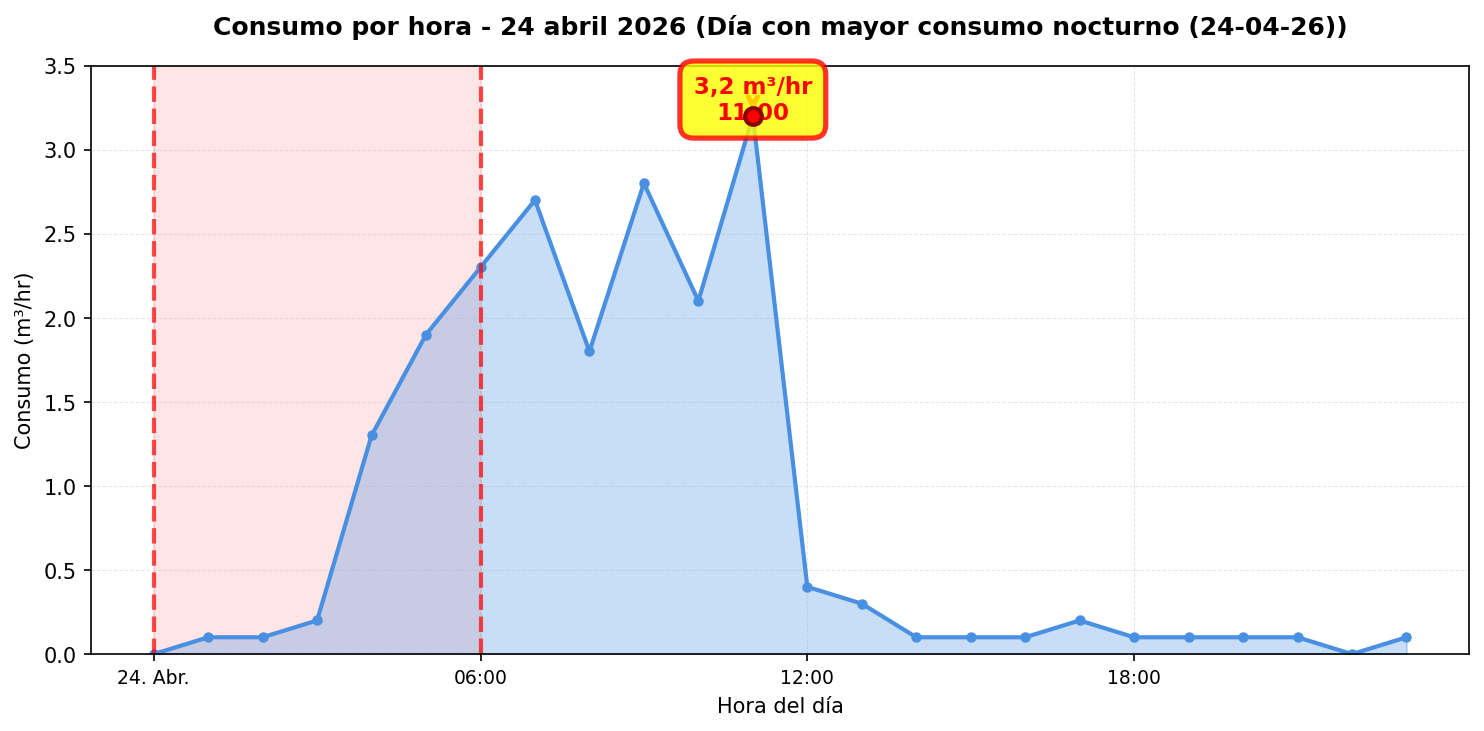 Consumo por hora - 24 abril 2026 (Día con mayor consumo nocturno (24-04-26))
3,2 m³/hr
11:00
Consumo (m³/hr)
3.5
3.0
2.5
2.0
1.5
1.0
0.5
0.0
24. Abr.
06:00
12:00
18:00
Hora del día